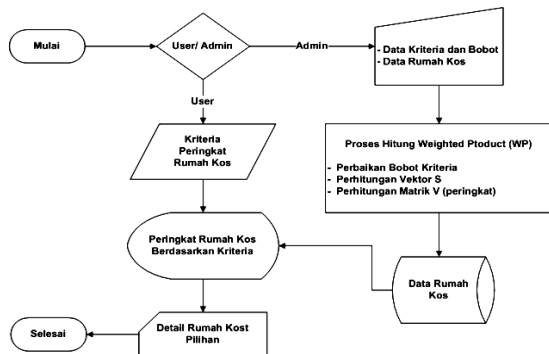 Mulai
User/ Admin
Admin
- Data Kriteria dan Bobot
- Data Rumah Kos
User
Kriteria
Peringkat
Rumah Kos
Proses Hitung Weighted Ptoduct (WP)
- Perbaikan Bobot Kriteria
- Perhitungan Vektor S
- Perhitungan Matrik V (peringkat)
Peringkat Rumah Kos
Berdasarkan Kriteria
Data Rumah
Kos
Selesai
Detail Rumah Kost
Pilihan